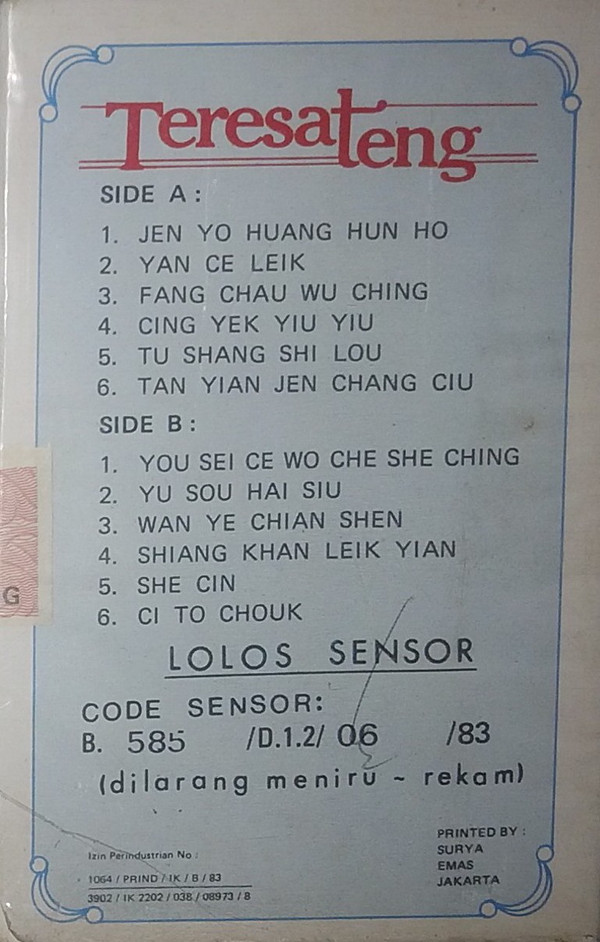 Teresa teng
SIDE A :
1. JEN YO HUANG HUN HO
2. YAN CE LEIK
3. FANG CHAU WU CHING
4. CING YEK YIU YIU
5. TU SHANG SHI LOU
6. TAN YIAN JEN CHANG CIU
SIDE B :
1. YOU SEI CE WO CHE SHE CHING
2. YU SOU HAI SIU
3. WAN YE CHIAN SHEN
4. SHIANG KHAN LEIK YIAN
5. SHE CIN
6. CI TO CHOUK
G
LOLOS SENSOR
CODE SENSOR:
B. 585 /D.1.2/ 06 /83
(dilarang meniru ~ rekam)
PRINTED BY :
SURYA
EMAS
JAKARTA
Izin Perindustrian No :
1064 / PRIND / IK / B / 83
3902 / IK 2202 / 038 / 08973 / 8